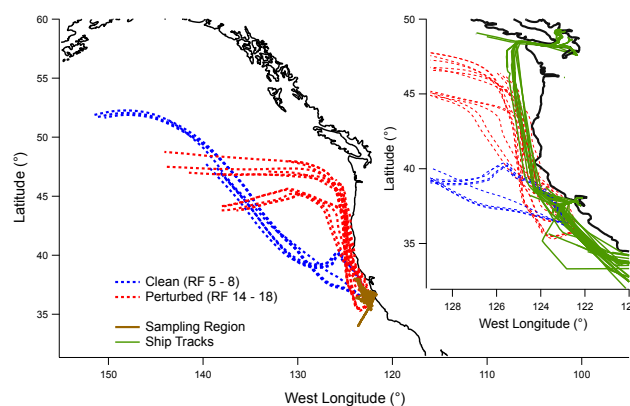 60
55
50
45
40
35
Latitude (°)
150
140
130
120
110
100
West Longitude (°)
Clean (RF 5 - 8)
Perturbed (RF 14 - 18)
Sampling Region
Ship Tracks
50
45
40
35
Latitude (°)
128
126
124
122
120
West Longitude (°)